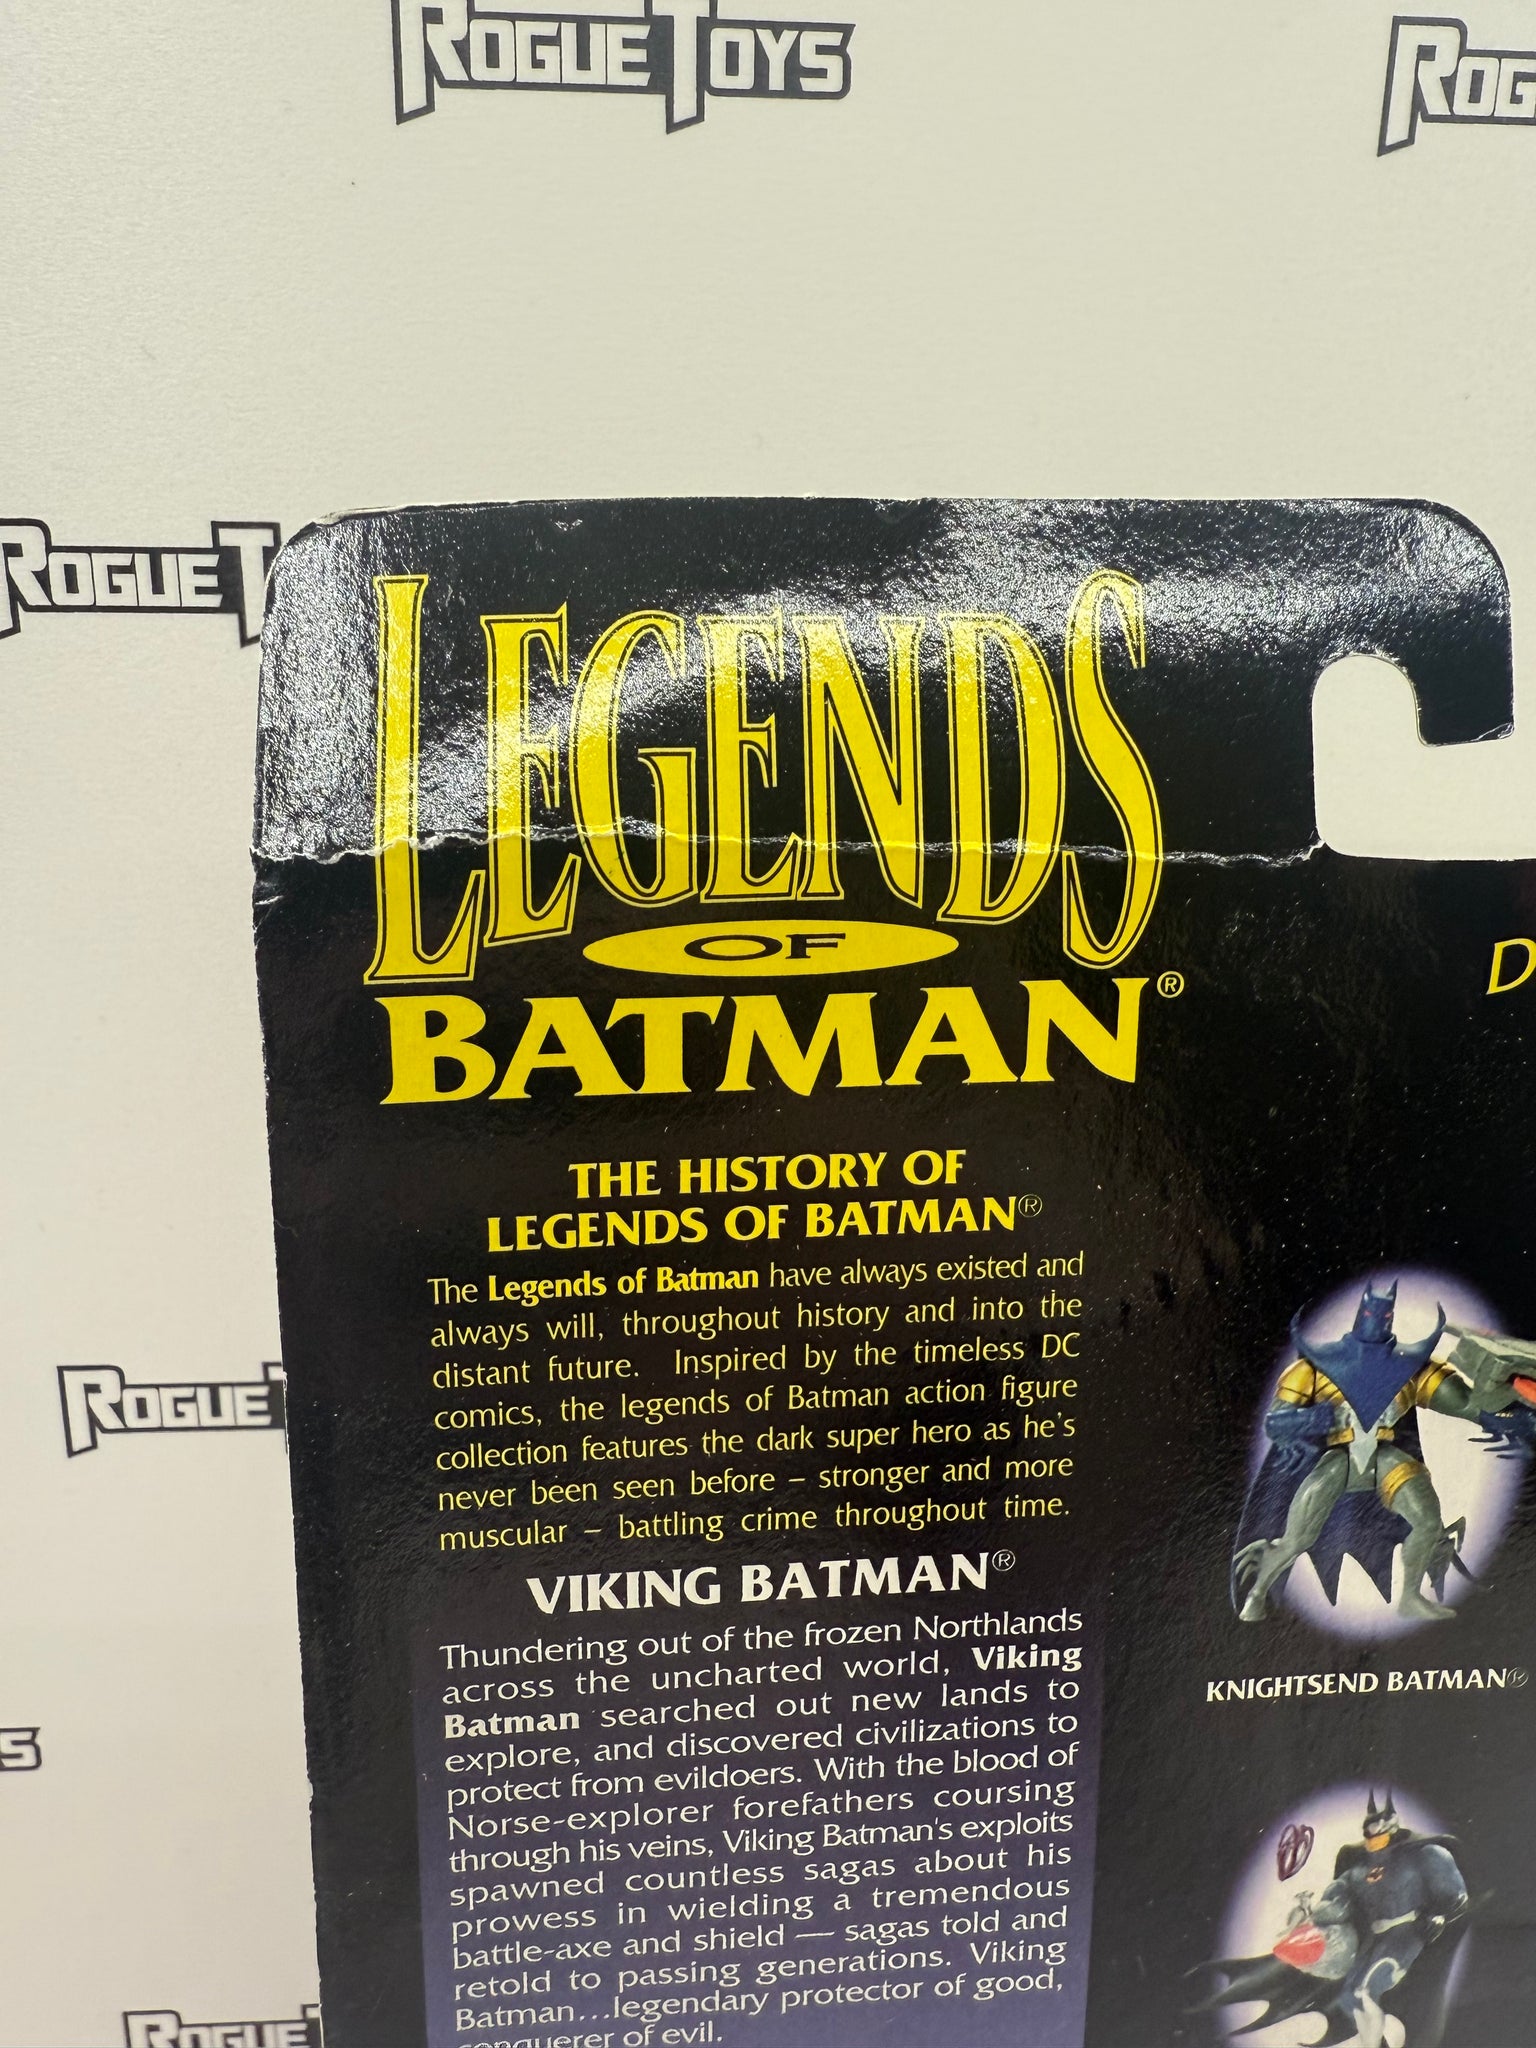 ROGUE TOYS
ROG
ROGUE T
LEGENDS
OF
BATMAN®
D
THE HISTORY OF
LEGENDS OF BATMAN®
The Legends of Batman have always existed and
always will, throughout history and into the
distant future. Inspired by the timeless DC
comics, the legends of Batman action figure
collection features the dark super hero as he's
never been seen before – stronger and more
muscular – battling crime throughout time.
VIKING BATMAN®
Thundering out of the frozen Northlands
across the uncharted world, Viking
Batman searched out new lands to
explore, and discovered civilizations to
protect from evildoers. With the blood of
Norse-explorer forefathers coursing
through his veins, Viking Batman's exploits
spawned countless sagas about his
prowess in wielding a tremendous
battle-axe and shield — sagas told and
retold to passing generations. Viking
Batman...legendary protector of good,
conquerer of evil.
KNIGHTSEND BATMAN®
ROGUE
S
ROGUE